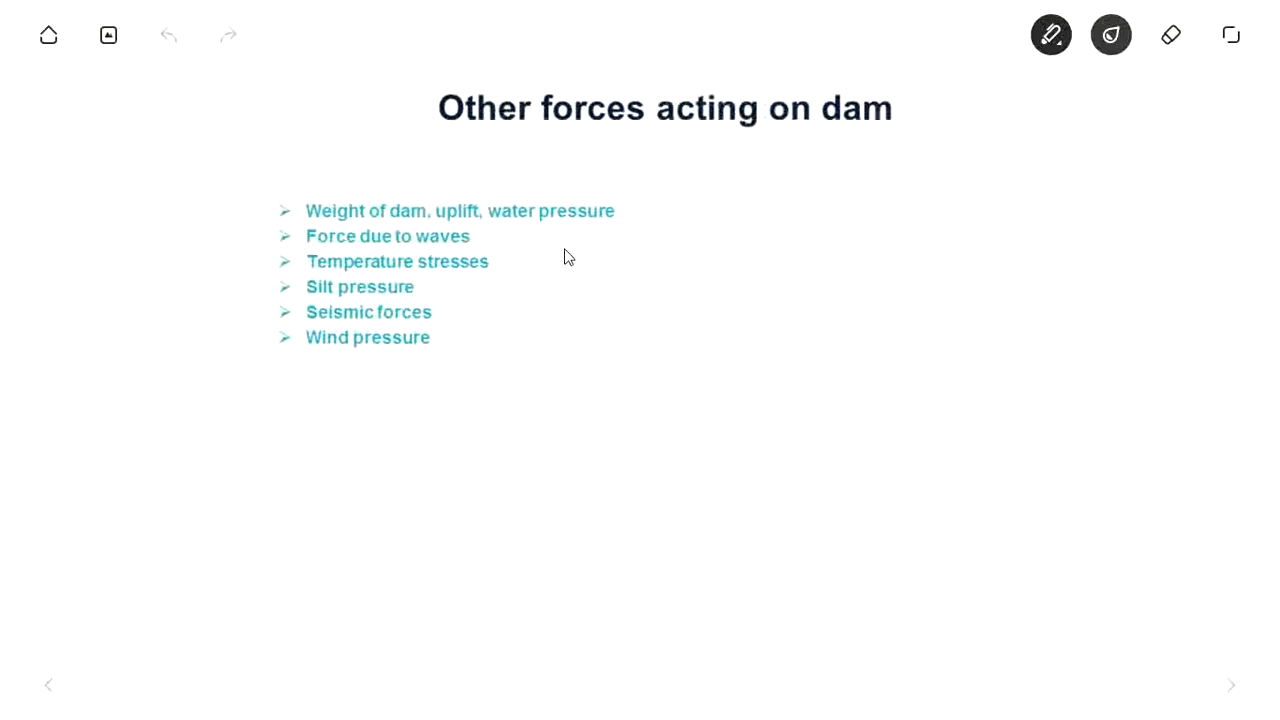 Other forces acting on dam
➢ Weight of dam, uplift, water pressure
➢ Force due to waves
➢ Temperature stresses
➢ Silt pressure
➢ Seismic forces
➢ Wind pressure